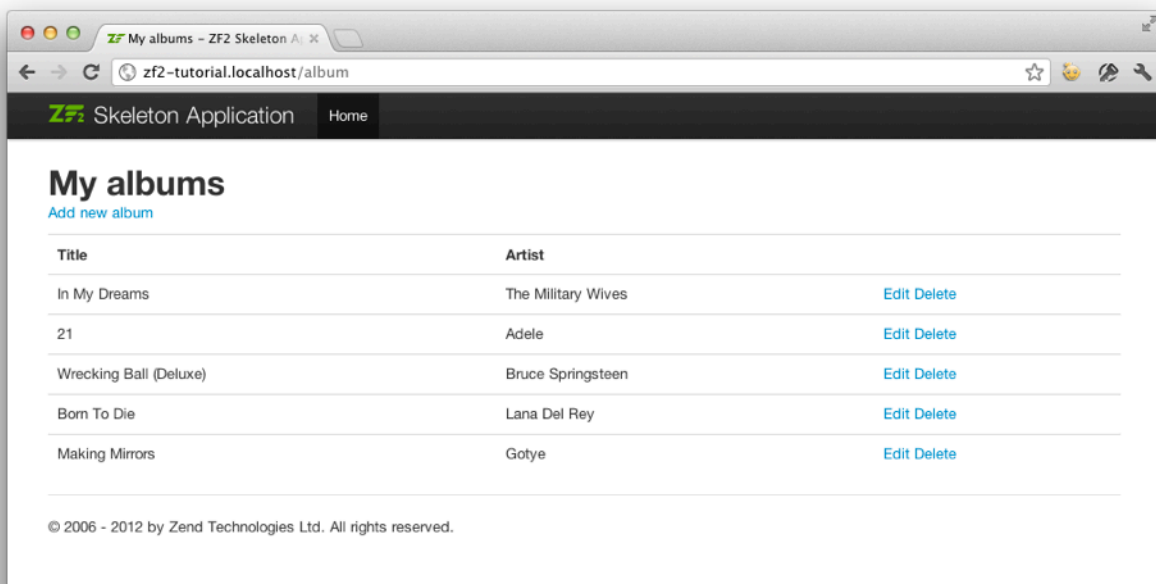 ZF My albums – ZF2 Skeleton A
zf2-tutorial.localhost/album
ZF2 Skeleton Application Home
My albums
Add new album
Title Artist
In My Dreams The Military Wives Edit Delete
21 Adele Edit Delete
Wrecking Ball (Deluxe) Bruce Springsteen Edit Delete
Born To Die Lana Del Rey Edit Delete
Making Mirrors Gotye Edit Delete
© 2006 - 2012 by Zend Technologies Ltd. All rights reserved.